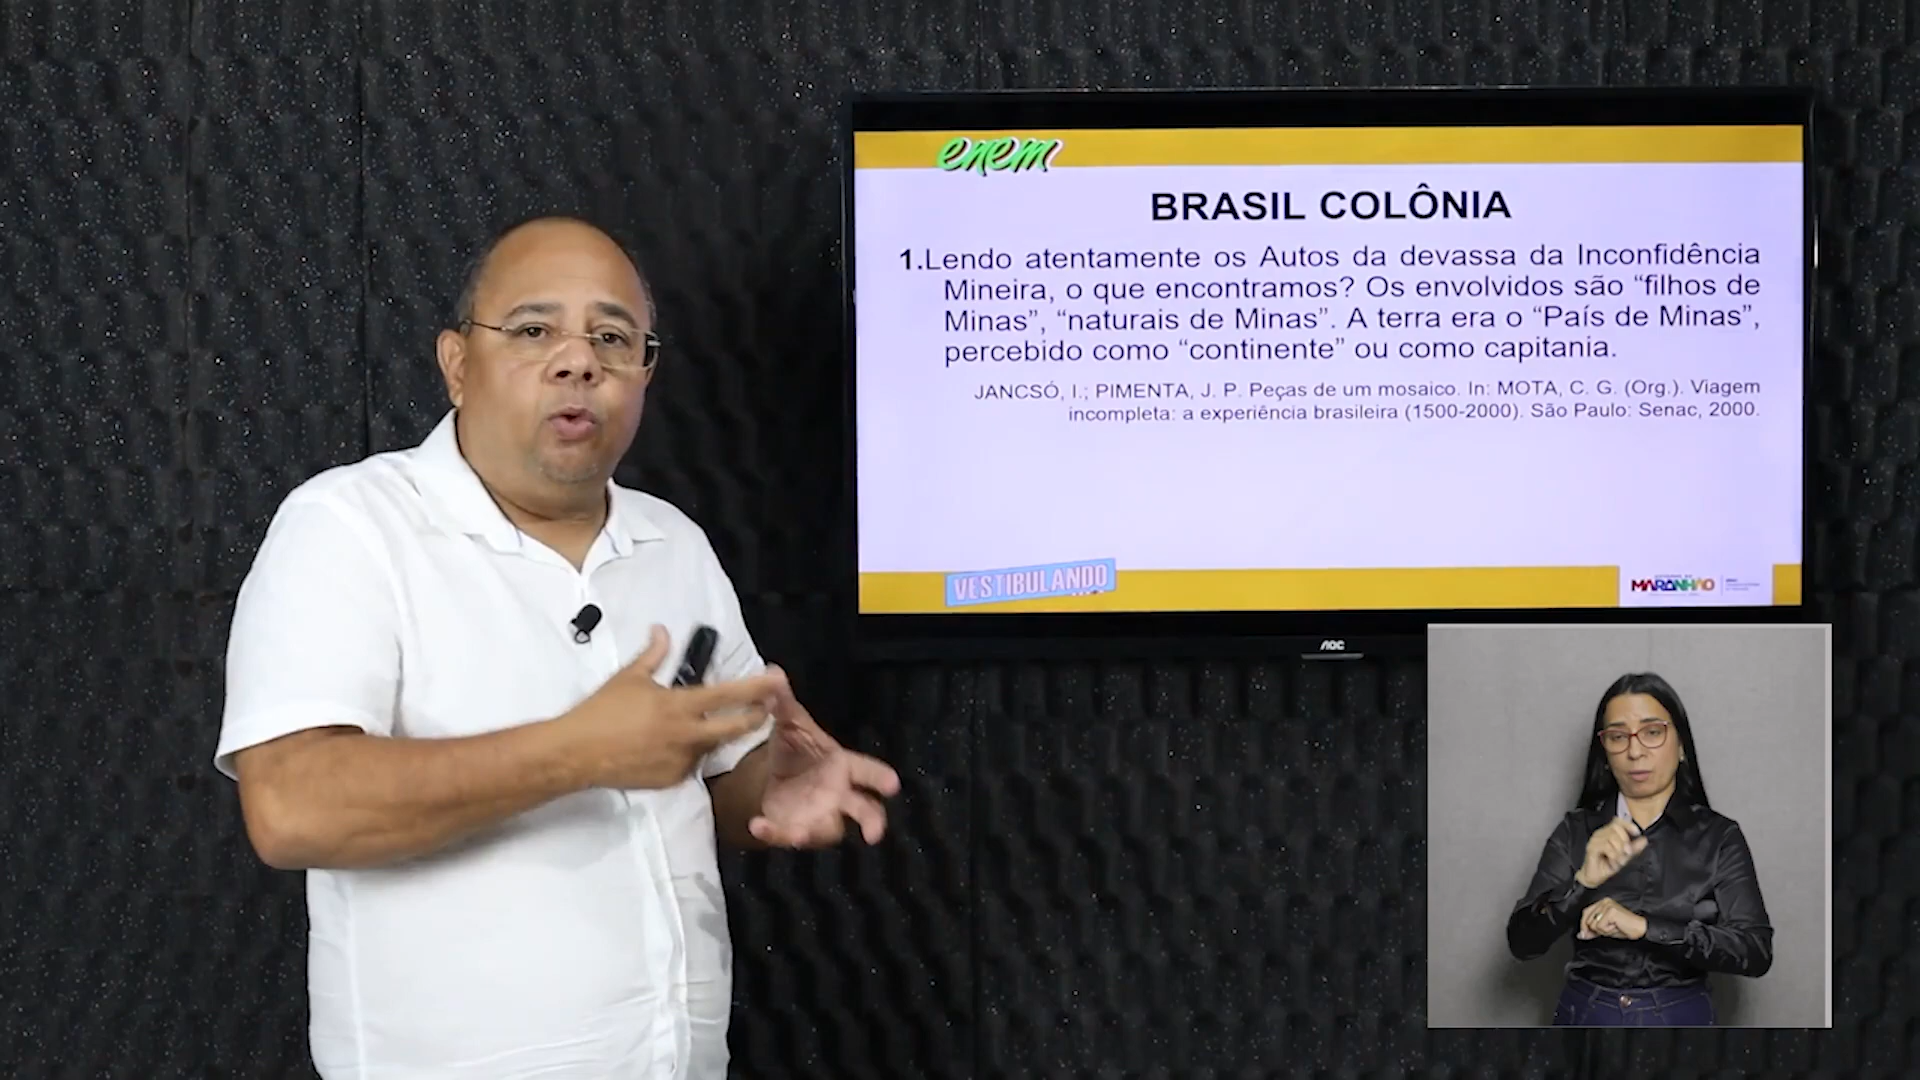 enem
BRASIL COLÔNIA
1.Lendo atentamente os Autos da devassa da Inconfidência
Mineira, o que encontramos? Os envolvidos são “filhos de
Minas”, “naturais de Minas”. A terra era o “País de Minas”,
percebido como “continente” ou como capitania.
JANCSÓ, I.; PIMENTA, J. P. Peças de um mosaico. In: MOTA, C. G. (Org.). Viagem
incompleta: a experiência brasileira (1500-2000). São Paulo: Senac, 2000.
VESTIBULANDO
MARANHÃO
AOC